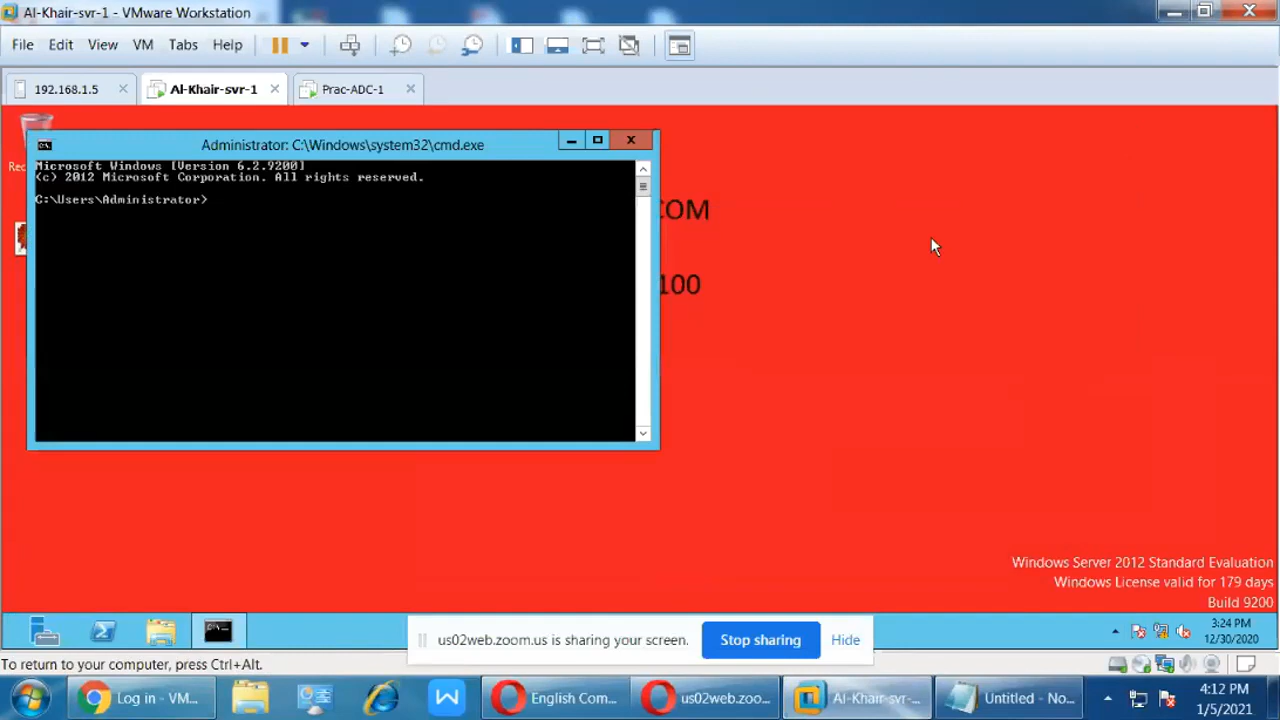 Al-Khair-svr-1 - VMware Workstation
File Edit View VM Tabs Help
192.168.1.5 Al-Khair-svr-1 Prac-ADC-1
Administrator: C:\Windows\system32\cmd.exe
Microsoft Windows [Version 6.2.9200]
(c) 2012 Microsoft Corporation. All rights reserved.
C:\Users\Administrator>
Rec
COM
100
Windows Server 2012 Standard Evaluation
Windows License valid for 179 days
Build 9200
us02web.zoom.us is sharing your screen. Stop sharing Hide
3:24 PM
12/30/2020
To return to your computer, press Ctrl+Alt.
Log in - VM... English Com... us02web.zoo... Al-Khair-svr-... Untitled - No...
4:12 PM
1/5/2021